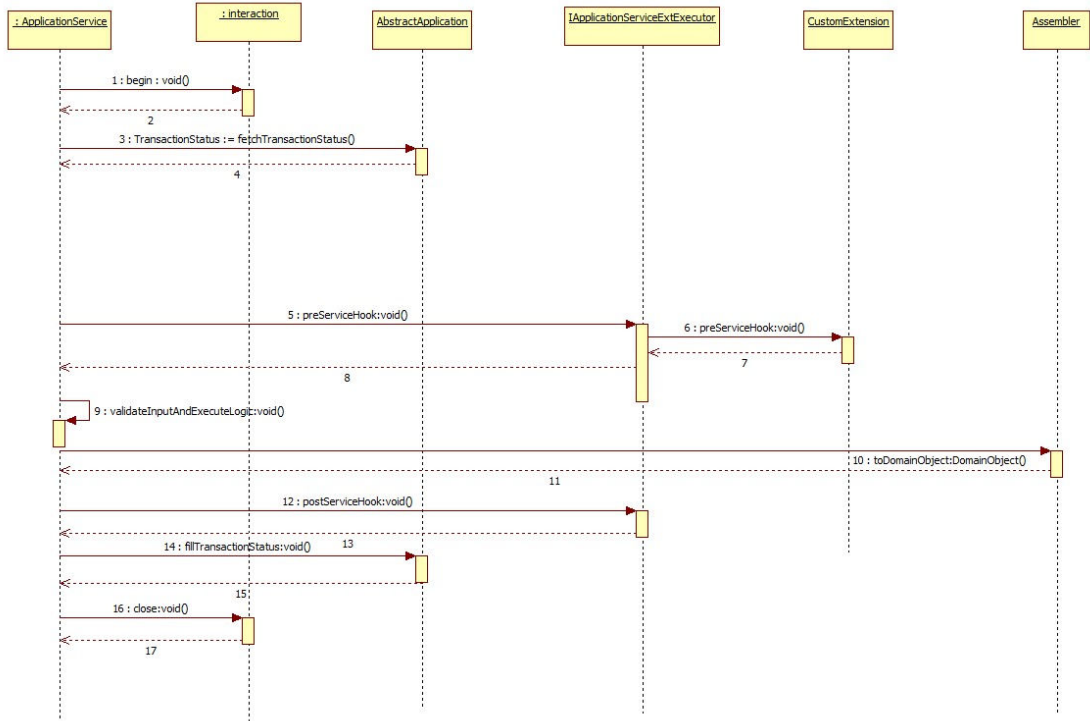 : ApplicationService
: interaction
AbstractApplication
IApplicationServiceExtExecutor
CustomExtension
Assembler
1 : begin : void()
2
3 : TransactionStatus := fetchTransactionStatus()
4
5 : preServiceHook:void()
6 : preServiceHook:void()
7
8
9 : validateInputAndExecuteLogic:void()
10 : toDomainObject:DomainObject()
11
12 : postServiceHook:void()
13
14 : fillTransactionStatus:void()
15
16 : close:void()
17